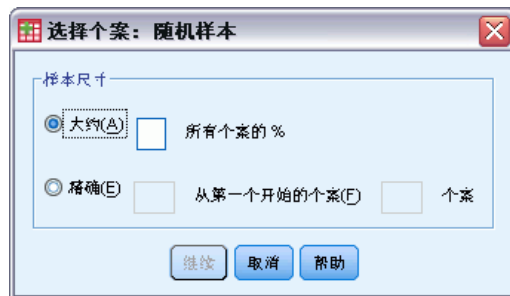 选择个案：随机样本
样本尺寸
大约(A) 所有个案的 %
精确(E) 从第一个开始的个案(F) 个案
继续 取消 帮助